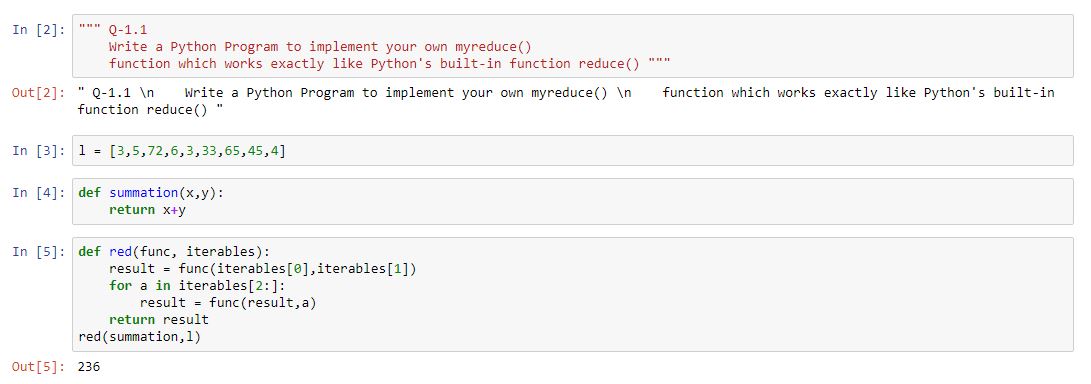 In [2]: """ Q-1.1
    Write a Python Program to implement your own myreduce()
    function which works exactly like Python's built-in function reduce() """
Out[2]: " Q-1.1 \n    Write a Python Program to implement your own myreduce() \n    function which works exactly like Python's built-in
function reduce() "
In [3]: l = [3,5,72,6,3,33,65,45,4]
In [4]: def summation(x,y):
    return x+y
In [5]: def red(func, iterables):
    result = func(iterables[0],iterables[1])
    for a in iterables[2:]:
        result = func(result,a)
    return result
red(summation,l)
Out[5]: 236